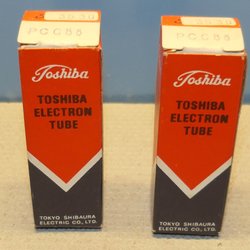 PCC88
Toshiba
TOSHIBA
ELECTRON
TUBE
TOKYO SHIBAURA
ELECTRIC CO., LTD.
PCC88
Toshiba
TOSHIBA
ELECTRON
TUBE
TOKYO SHIBAURA
ELECTRIC CO., LTD.